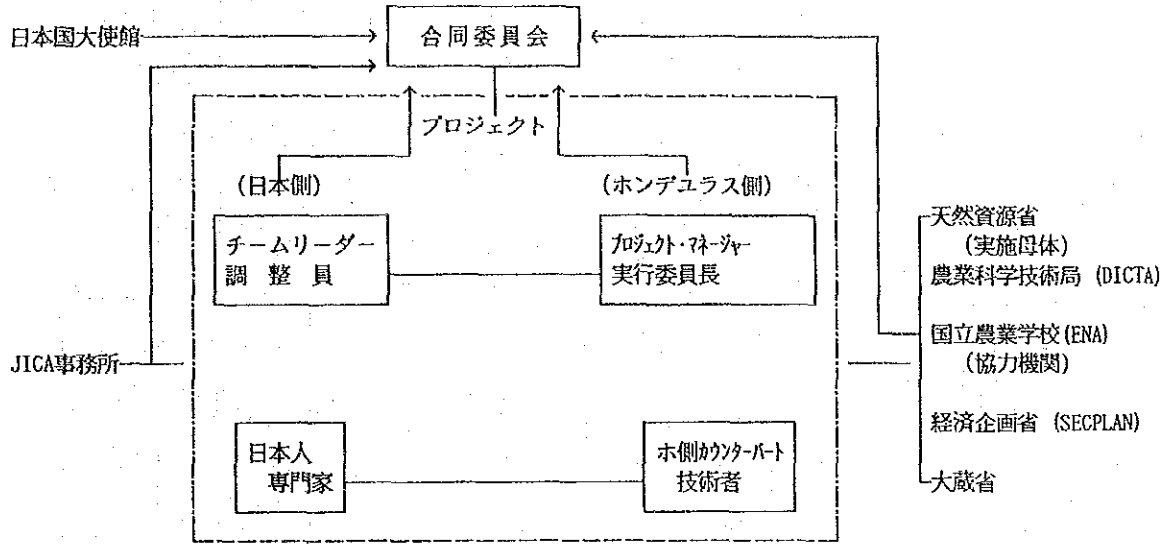 日本国大使館
合同委員会
プロジェクト
(日本側)
(ホンデュラス側)
チームリーダー
調整員
プロジェクト・マネージャー
実行委員長
天然資源省
(実施母体)
農業科学技術局 (DICTA)
国立農業学校 (ENA)
(協力機関)
JICA事務所
経済企画省 (SECPLAN)
日本人
専門家
ホ側カウンターパート
技術者
大蔵省